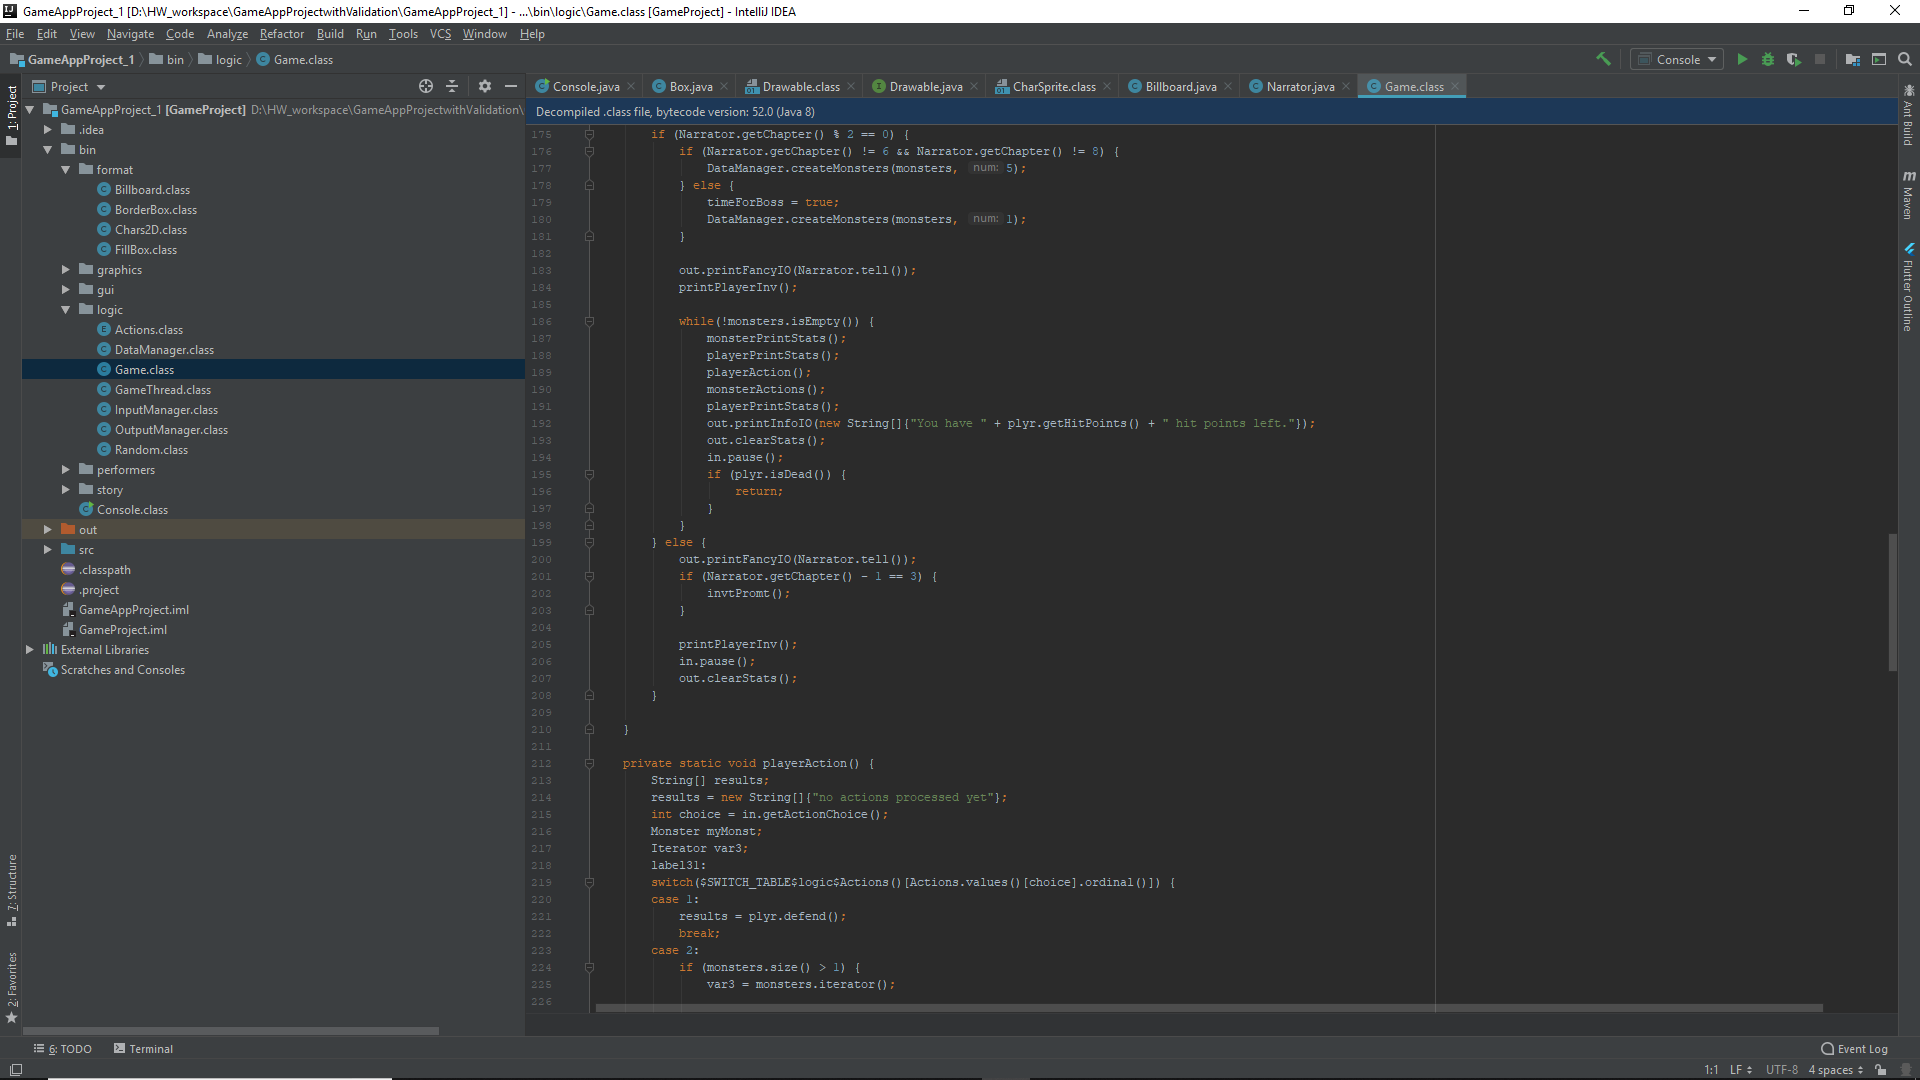 GameAppProject_1 [D:\HW_workspace\GameAppProjectwithValidation\GameAppProject_1] - ...\bin\logic\Game.class [GameProject] - IntelliJ IDEA
File Edit View Navigate Code Analyze Refactor Build Run Tools VCS Window Help
GameAppProject_1 bin logic Game.class
Console
Project
Console.java Box.java Drawable.class Drawable.java CharSprite.class Billboard.java Narrator.java Game.class
Decompiled .class file, bytecode version: 52.0 (Java 8)
1: Project
7: Structure
2: Favorites
GameAppProject_1 [GameProject] D:\HW_workspace\GameAppProjectwithValidation\
.idea
bin
format
Billboard.class
BorderBox.class
Chars2D.class
FillBox.class
graphics
gui
logic
Actions.class
DataManager.class
Game.class
GameThread.class
InputManager.class
OutputManager.class
Random.class
performers
story
Console.class
out
src
.classpath
.project
GameAppProject.iml
GameProject.iml
External Libraries
Scratches and Consoles
175 if (Narrator.getChapter() % 2 == 0) {
176 if (Narrator.getChapter() != 6 && Narrator.getChapter() != 8) {
177 DataManager.createMonsters(monsters, num: 5);
178 } else {
179 timeForBoss = true;
180 DataManager.createMonsters(monsters, num: 1);
181 }
182
183 out.printFancyIO(Narrator.tell());
184 printPlayerInv();
185
186 while(!monsters.isEmpty()) {
187 monsterPrintStats();
188 playerPrintStats();
189 playerAction();
190 monsterActions();
191 playerPrintStats();
192 out.printInfoIO(new String[]{"You have " + plyr.getHitPoints() + " hit points left."});
193 out.clearStats();
194 in.pause();
195 if (plyr.isDead()) {
196 return;
197 }
198 }
199 } else {
200 out.printFancyIO(Narrator.tell());
201 if (Narrator.getChapter() - 1 == 3) {
202 invtPromt();
203 }
204
205 printPlayerInv();
206 in.pause();
207 out.clearStats();
208 }
209
210 }
211
212 private static void playerAction() {
213 String[] results;
214 results = new String[]{"no actions processed yet"};
215 int choice = in.getActionChoice();
216 Monster myMonst;
217 Iterator var3;
218 label31:
219 switch($SWITCH_TABLE$logic$Actions()[Actions.values()[choice].ordinal()]) {
220 case 1:
221 results = plyr.defend();
222 break;
223 case 2:
224 if (monsters.size() > 1) {
225 var3 = monsters.iterator();
226
Ant Build
Maven
Flutter Outline
6: TODO Terminal Event Log
1:1 LF UTF-8 4 spaces